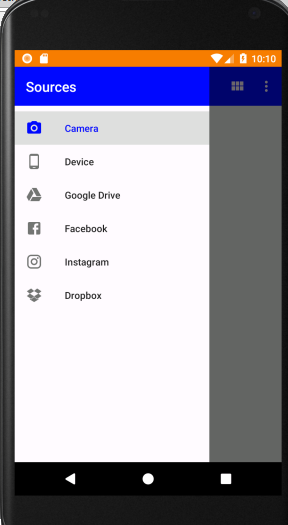 10:10
Sources
Camera
Device
Google Drive
Facebook
Instagram
Dropbox